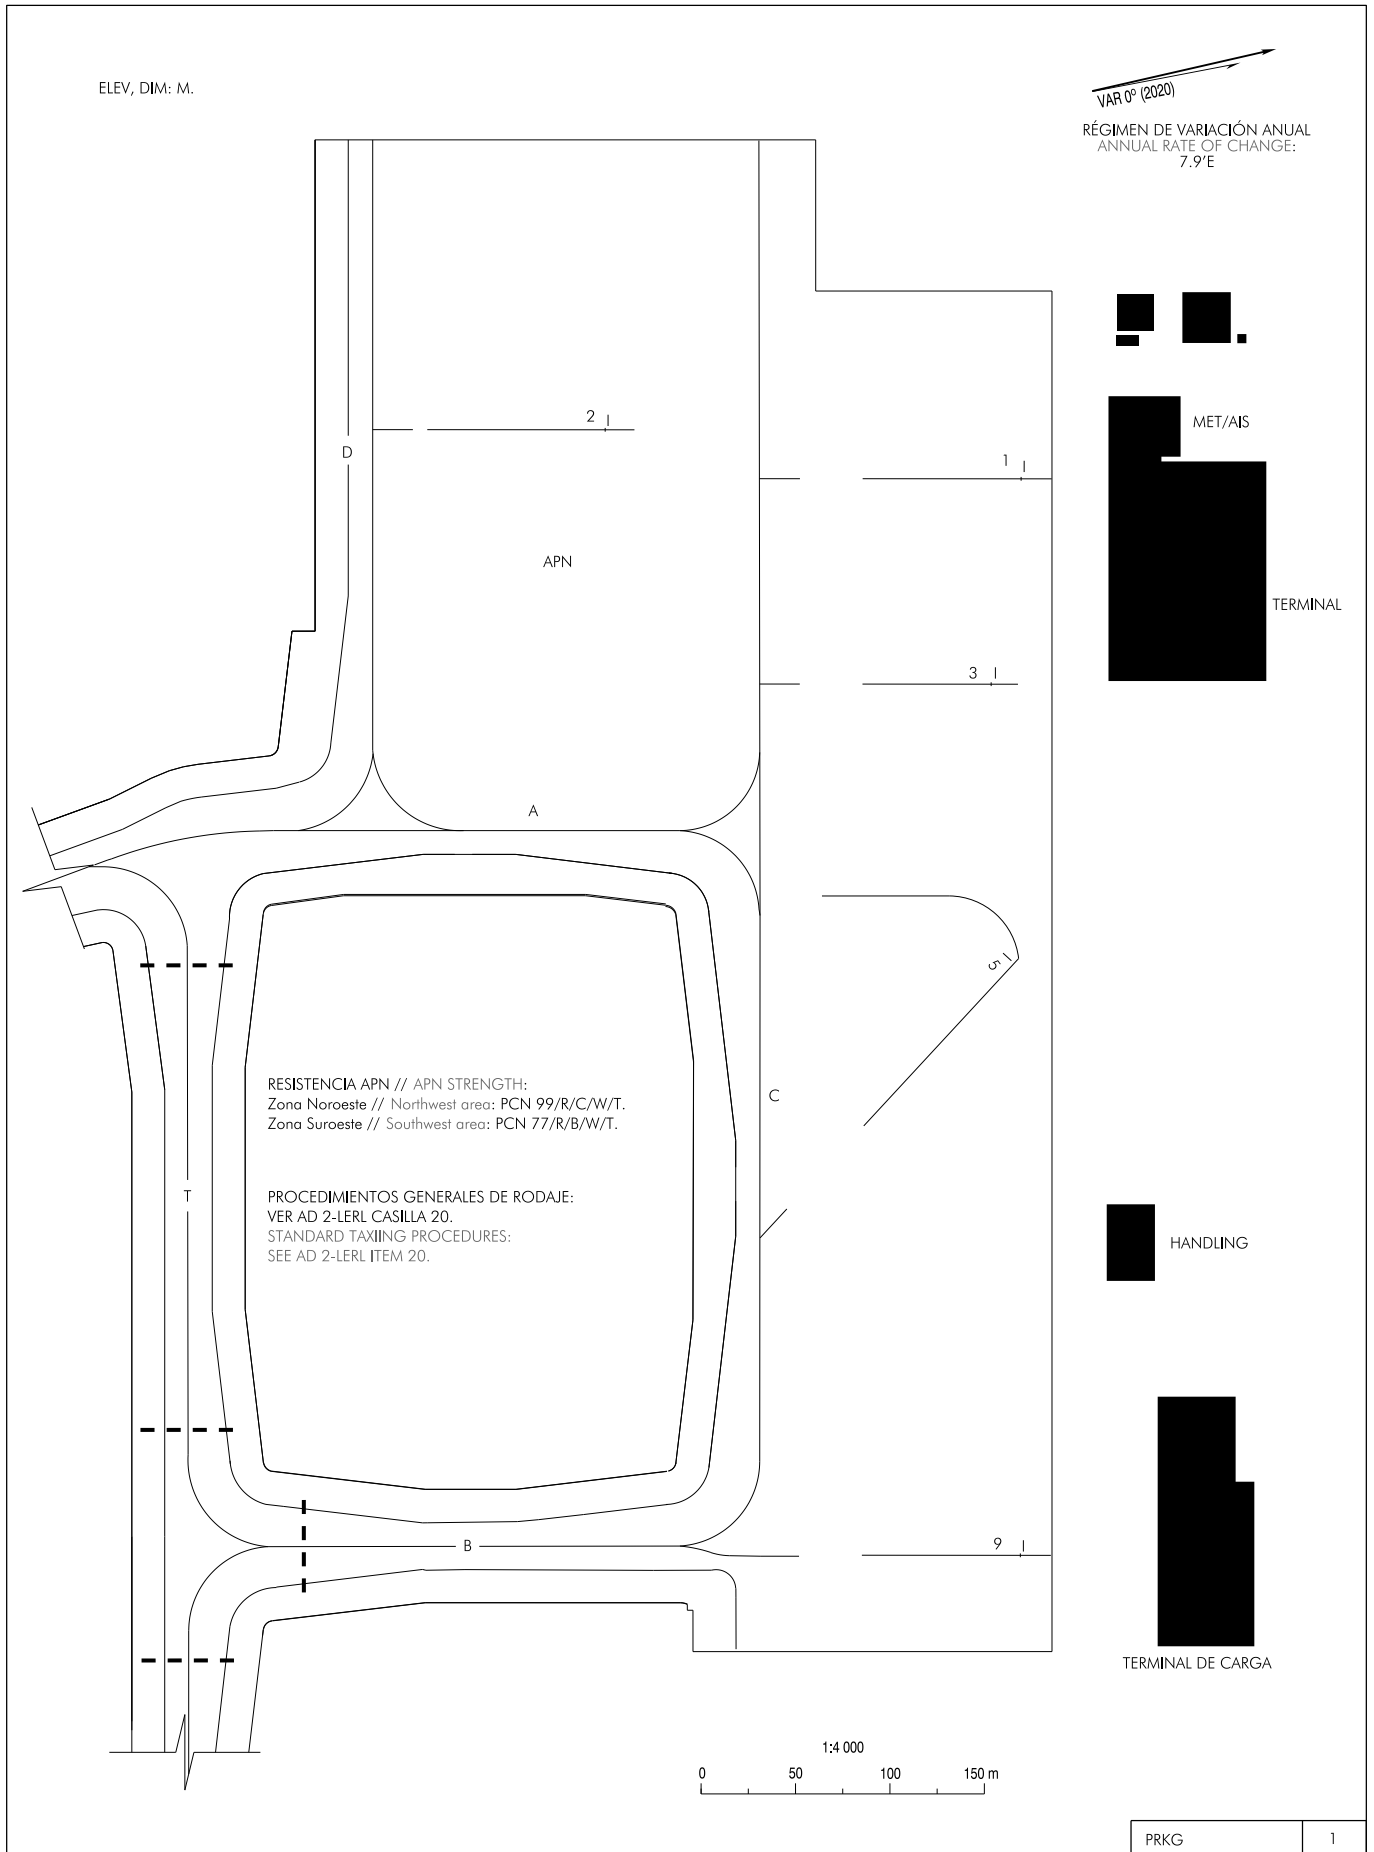 ELEV, DIM: M.
VAR 0º (2020)
RÉGIMEN DE VARIACIÓN ANUAL
ANNUAL RATE OF CHANGE:
7.9'E
2
D
MET/AIS
1
APN
TERMINAL
3
A
5
RESISTENCIA APN // APN STRENGTH:
Zona Noroeste // Northwest area: PCN 99/R/C/W/T.
Zona Suroeste // Southwest area: PCN 77/R/B/W/T.
C
T
PROCEDIMIENTOS GENERALES DE RODAJE:
VER AD 2-LERL CASILLA 20.
STANDARD TAXIING PROCEDURES:
SEE AD 2-LERL ITEM 20.
HANDLING
B
9
TERMINAL DE CARGA
1:4 000
0 50 100 150 m
PRKG 1